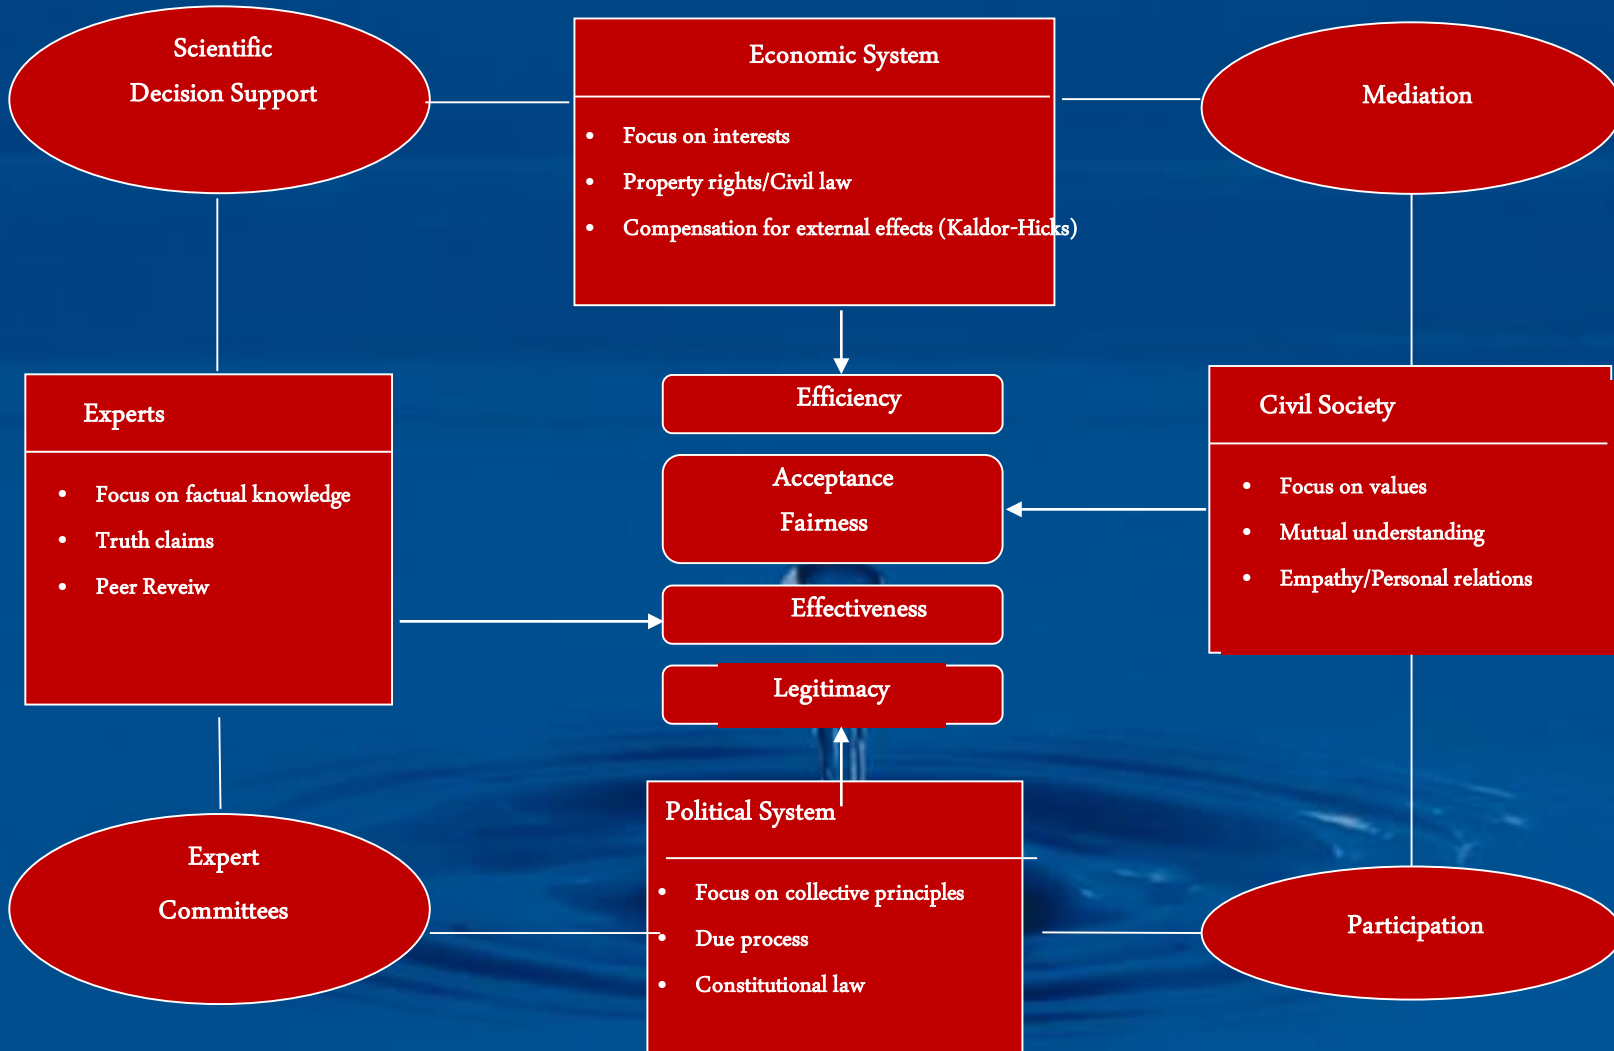 Scientific
Decision Support
Economic System
• Focus on interests
• Property rights/Civil law
• Compensation for external effects (Kaldor-Hicks)
Mediation
Experts
• Focus on factual knowledge
• Truth claims
• Peer Reveiw
Efficiency
Acceptance
Fairness
Effectiveness
Legitimacy
Civil Society
• Focus on values
• Mutual understanding
• Empathy/Personal relations
Expert
Committees
Political System
• Focus on collective principles
• Due process
• Constitutional law
Participation